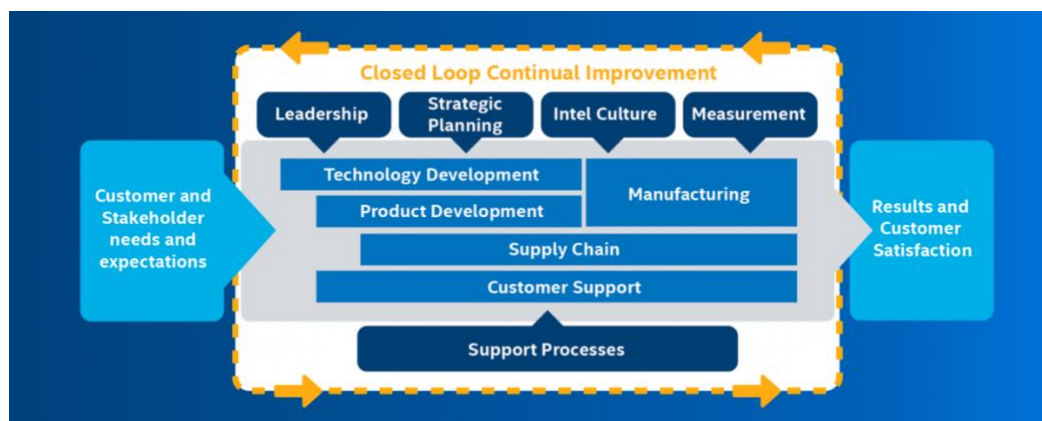 Closed Loop Continual Improvement
Leadership
Strategic
Planning
Intel Culture
Measurement
Customer and
Stakeholder
needs and
expectations
Technology Development
Product Development
Manufacturing
Supply Chain
Customer Support
Support Processes
Results and
Customer
Satisfaction